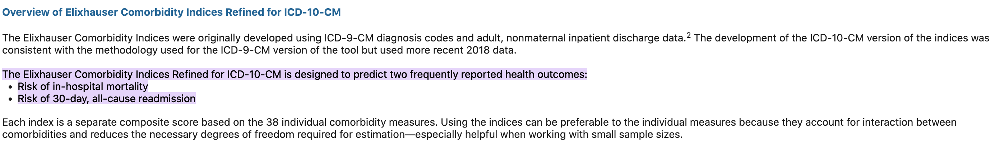 Overview of Elixhauser Comorbidity Indices Refined for ICD-10-CM
The Elixhauser Comorbidity Indices were originally developed using ICD-9-CM diagnosis codes and adult, nonmaternal inpatient discharge data.2 The development of the ICD-10-CM version of the indices was
consistent with the methodology used for the ICD-9-CM version of the tool but used more recent 2018 data.
The Elixhauser Comorbidity Indices Refined for ICD-10-CM is designed to predict two frequently reported health outcomes:
• Risk of in-hospital mortality
• Risk of 30-day, all-cause readmission
Each index is a separate composite score based on the 38 individual comorbidity measures. Using the indices can be preferable to the individual measures because they account for interaction between
comorbidities and reduces the necessary degrees of freedom required for estimation—especially helpful when working with small sample sizes.